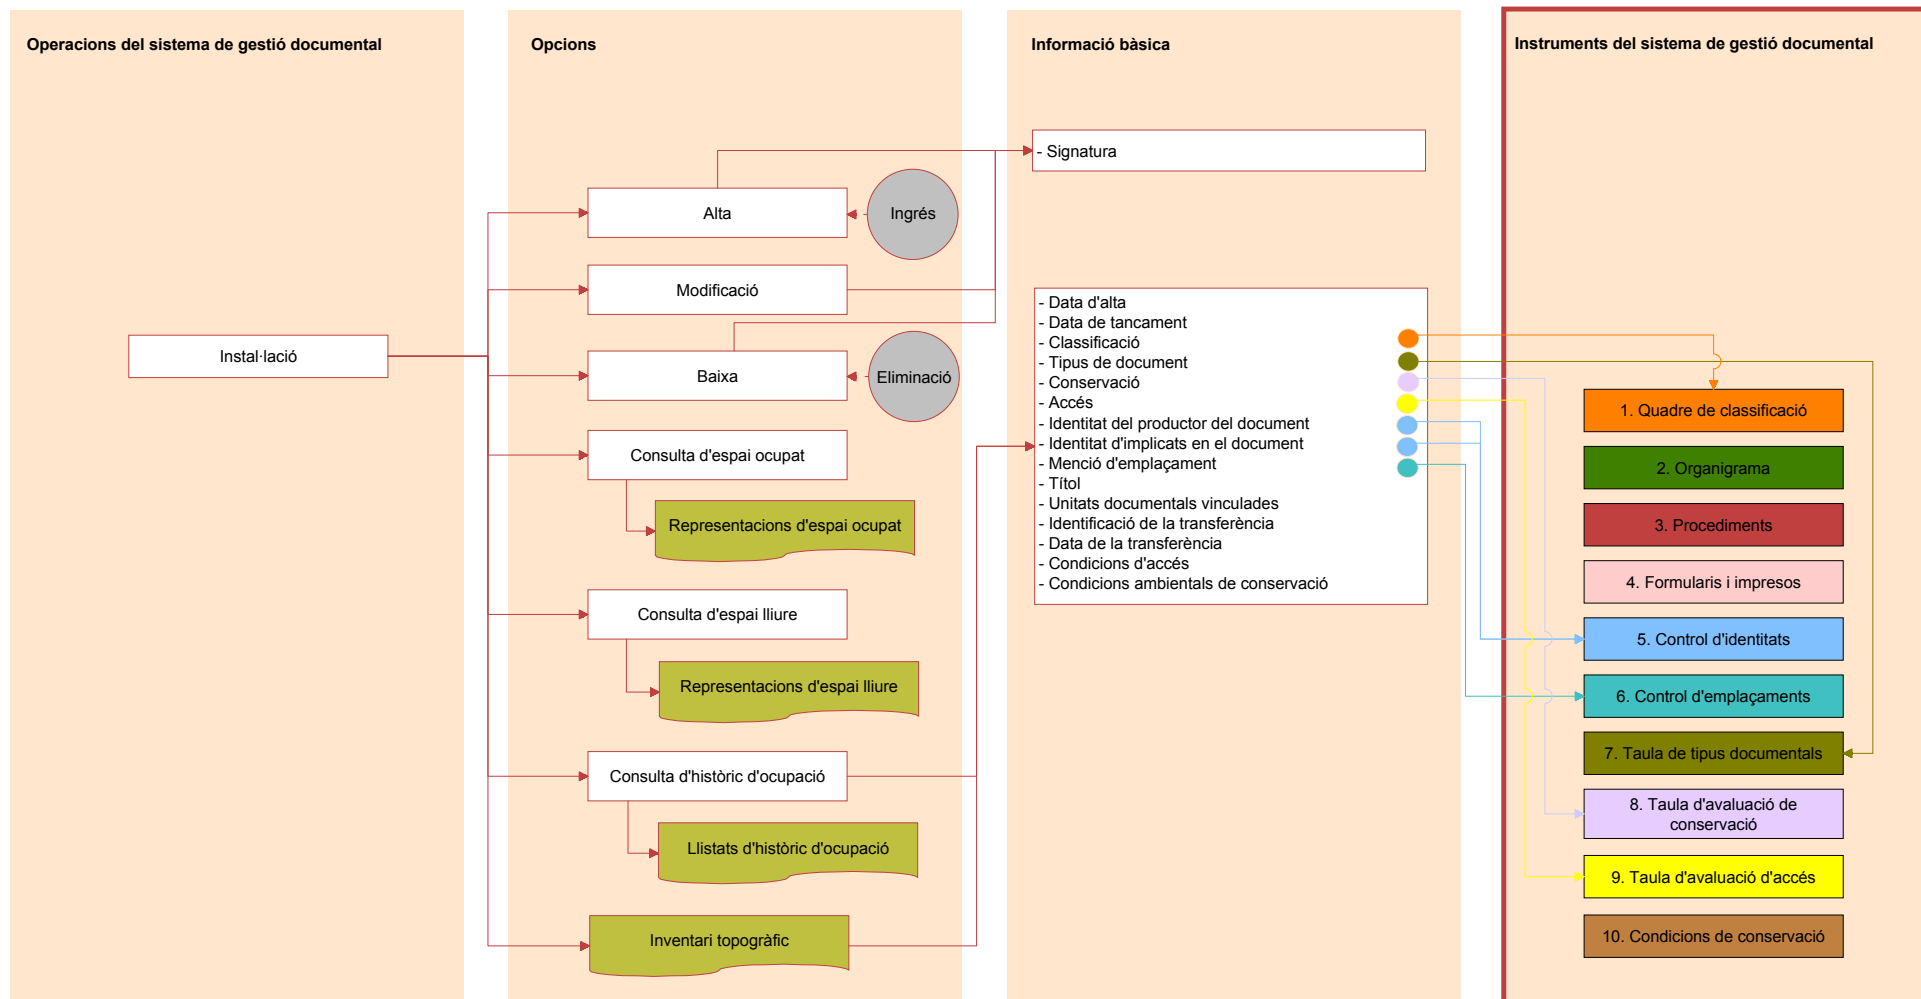 Operacions del sistema de gestió documental
Instal·lació
Opcions
Alta
Ingrés
Modificació
Baixa
Eliminació
Consulta d'espai ocupat
Representacions d'espai ocupat
Consulta d'espai lliure
Representacions d'espai lliure
Consulta d'històric d'ocupació
Llistats d'històric d'ocupació
Inventari topogràfic
Informació bàsica
- Signatura
- Data d'alta
- Data de tancament
- Classificació
- Tipus de document
- Conservació
- Accés
- Identitat del productor del document
- Identitat d'implicats en el document
- Menció d'emplaçament
- Títol
- Unitats documentals vinculades
- Identificació de la transferència
- Data de la transferència
- Condicions d'accés
- Condicions ambientals de conservació
Instruments del sistema de gestió documental
1. Quadre de classificació
2. Organigrama
3. Procediments
4. Formularis i impresos
5. Control d'identitats
6. Control d'emplaçaments
7. Taula de tipus documentals
8. Taula d'avaluació de
conservació
9. Taula d'avaluació d'accés
10. Condicions de conservació